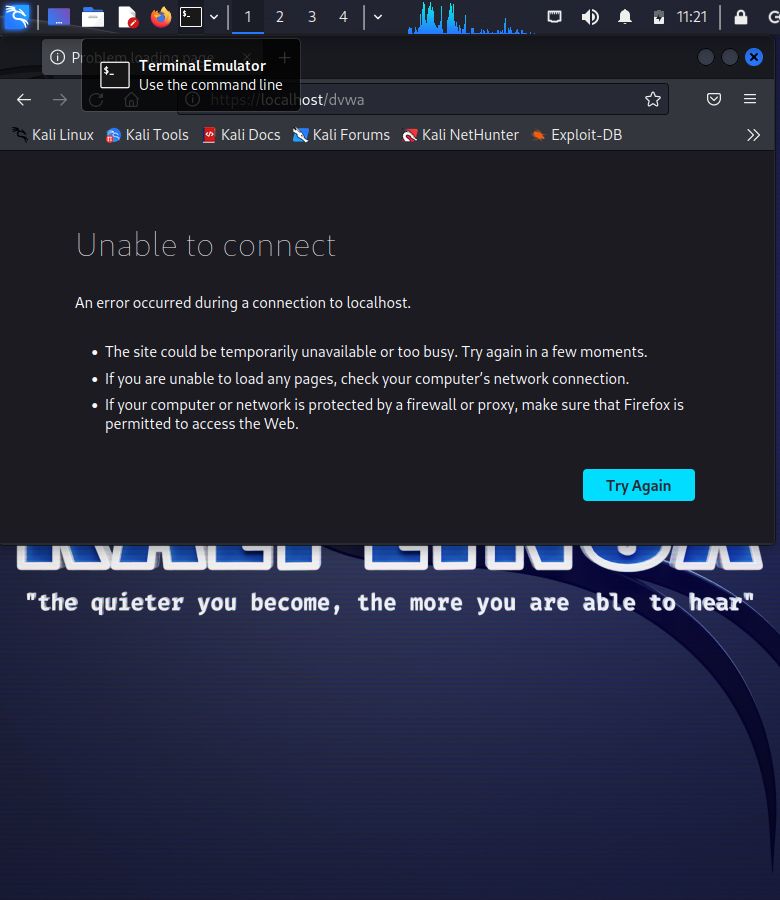 1 2 3 4 11:21
Problem loading page
Terminal Emulator
Use the command line
https://localhost/dvwa
Kali Linux Kali Tools Kali Docs Kali Forums Kali NetHunter Exploit-DB
Unable to connect
An error occurred during a connection to localhost.
• The site could be temporarily unavailable or too busy. Try again in a few moments.
• If you are unable to load any pages, check your computer’s network connection.
• If your computer or network is protected by a firewall or proxy, make sure that Firefox is
permitted to access the Web.
Try Again
KALI LINUX
"the quieter you become, the more you are able to hear"